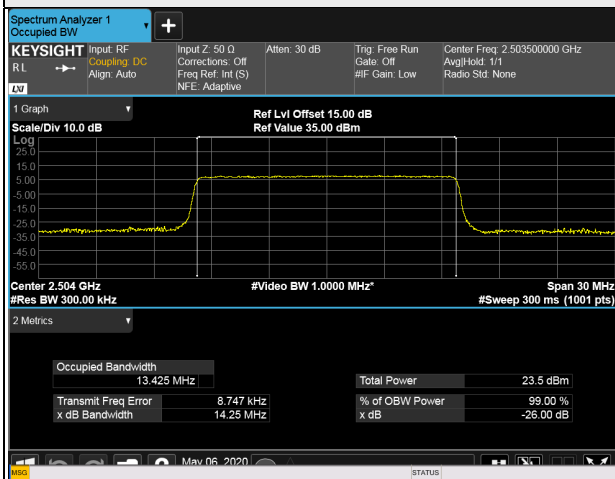 Spectrum Analyzer 1
Occupied BW
+
KEYSIGHT
RL
LXI
Input: RF
Coupling: DC
Align: Auto
Input Z: 50 Ω
Corrections: Off
Freq Ref: Int (S)
NFE: Adaptive
Atten: 30 dB
Trig: Free Run
Gate: Off
#IF Gain: Low
Center Freq: 2.503500000 GHz
Avg|Hold: 1/1
Radio Std: None
1 Graph
Scale/Div 10.0 dB
Ref Lvl Offset 15.00 dB
Ref Value 35.00 dBm
Log
25.0
15.0
5.00
-5.00
-15.0
-25.0
-35.0
-45.0
-55.0
Center 2.504 GHz
#Video BW 1.0000 MHz*
Span 30 MHz
#Res BW 300.00 kHz
#Sweep 300 ms (1001 pts)
2 Metrics
Occupied Bandwidth
13.425 MHz
Total Power 23.5 dBm
Transmit Freq Error 8.747 kHz
% of OBW Power 99.00 %
x dB Bandwidth 14.25 MHz
x dB -26.00 dB
May 06, 2020
MSG
STATUS